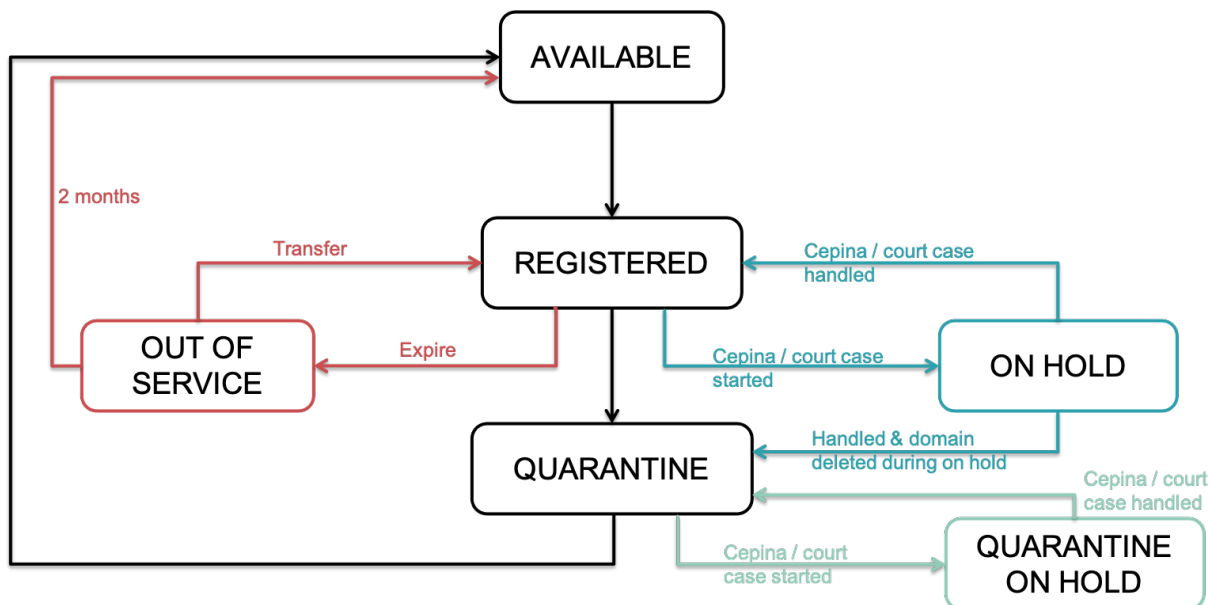 AVAILABLE
2 months
Transfer
REGISTERED
Cepina / court case
handled
OUT OF
SERVICE
Expire
Cepina / court case
started
ON HOLD
Handled & domain
deleted during on hold
QUARANTINE
Cepina / court
case handled
Cepina / court
case started
QUARANTINE
ON HOLD